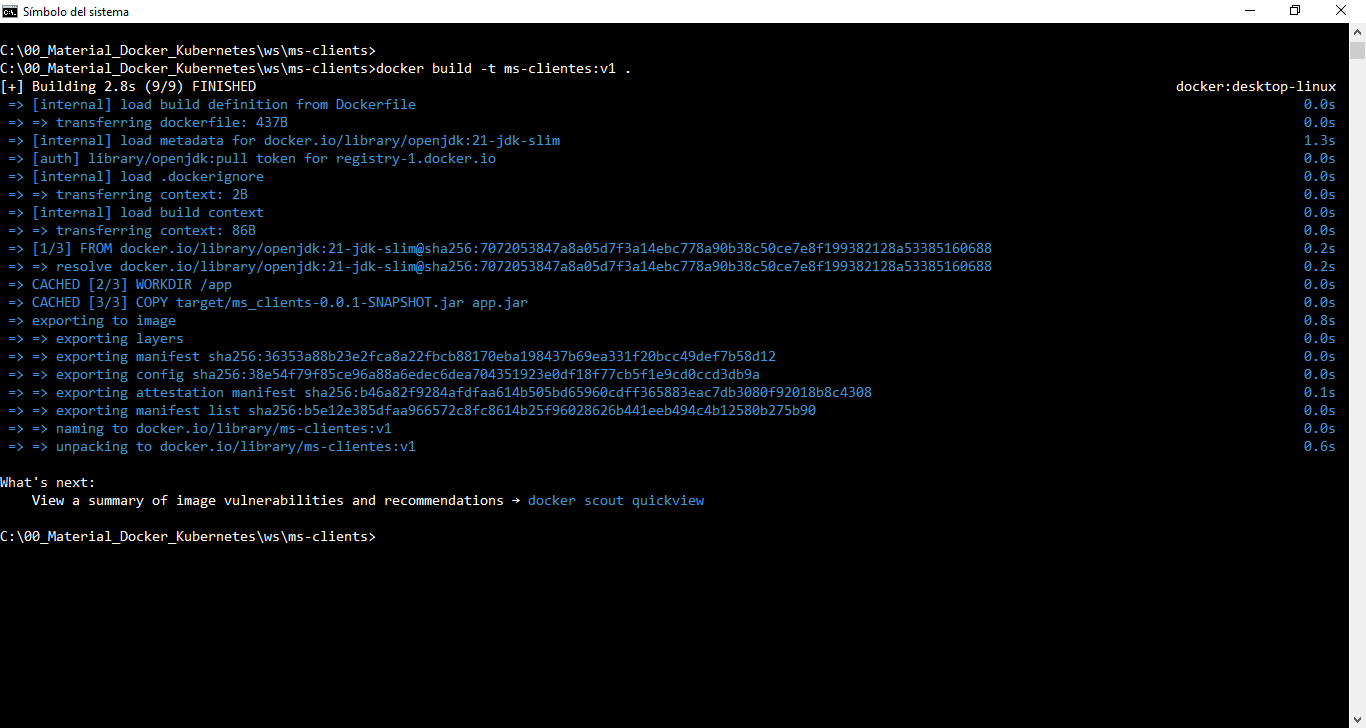 Símbolo del sistema
C:\00_Material_Docker_Kubernetes\ws\ms-clients>
C:\00_Material_Docker_Kubernetes\ws\ms-clients>docker build -t ms-clientes:v1 .
[+] Building 2.8s (9/9) FINISHED docker:desktop-linux
=> [internal] load build definition from Dockerfile 0.0s
=> => transferring dockerfile: 437B 0.0s
=> [internal] load metadata for docker.io/library/openjdk:21-jdk-slim 1.3s
=> [auth] library/openjdk:pull token for registry-1.docker.io 0.0s
=> [internal] load .dockerignore 0.0s
=> => transferring context: 2B 0.0s
=> [internal] load build context 0.0s
=> => transferring context: 86B 0.0s
=> [1/3] FROM docker.io/library/openjdk:21-jdk-slim@sha256:7072053847a8a05d7f3a14ebc778a90b38c50ce7e8f199382128a53385160688 0.2s
=> => resolve docker.io/library/openjdk:21-jdk-slim@sha256:7072053847a8a05d7f3a14ebc778a90b38c50ce7e8f199382128a53385160688 0.2s
=> CACHED [2/3] WORKDIR /app 0.0s
=> CACHED [3/3] COPY target/ms_clients-0.0.1-SNAPSHOT.jar app.jar 0.0s
=> exporting to image 0.8s
=> => exporting layers 0.0s
=> => exporting manifest sha256:36353a88b23e2fca8a22fbcb88170eba198437b69ea331f20bcc49def7b58d12 0.0s
=> => exporting config sha256:38e54f79f85ce96a88a6edec6dea704351923e0df18f77cb5f1e9cd0ccd3db9a 0.0s
=> => exporting attestation manifest sha256:b46a82f9284afdfaa614b505bd65960cdff365883eac7db3080f92018b8c4308 0.1s
=> => exporting manifest list sha256:b5e12e385dfaa966572c8fc8614b25f96028626b441eeb494c4b12580b275b90 0.0s
=> => naming to docker.io/library/ms-clientes:v1 0.0s
=> => unpacking to docker.io/library/ms-clientes:v1 0.6s
What's next:
View a summary of image vulnerabilities and recommendations → docker scout quickview
C:\00_Material_Docker_Kubernetes\ws\ms-clients>